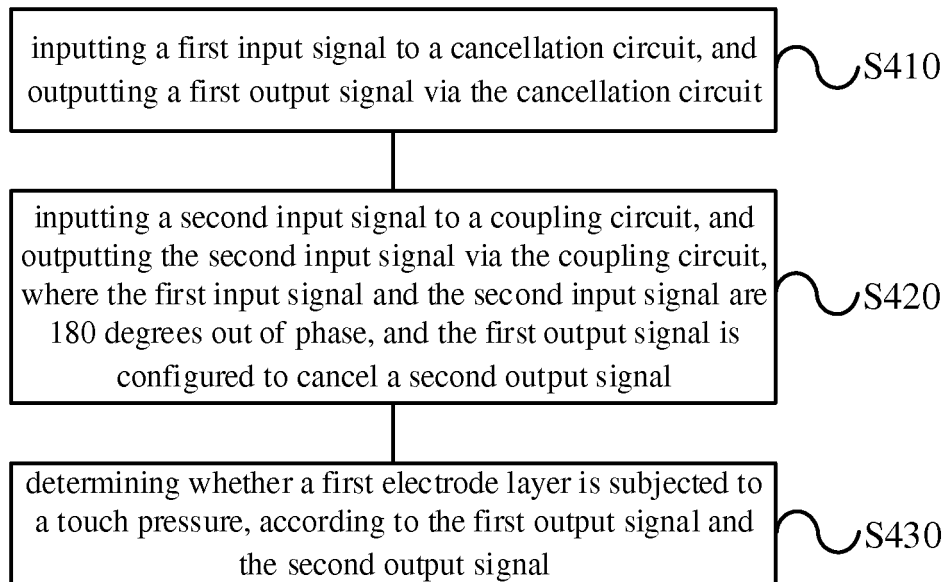 inputting a first input signal to a cancellation circuit, and
outputting a first output signal via the cancellation circuit
S410
inputting a second input signal to a coupling circuit, and
outputting the second input signal via the coupling circuit,
where the first input signal and the second input signal are
180 degrees out of phase, and the first output signal is
configured to cancel a second output signal
S420
determining whether a first electrode layer is subjected to
a touch pressure, according to the first output signal and
the second output signal
S430